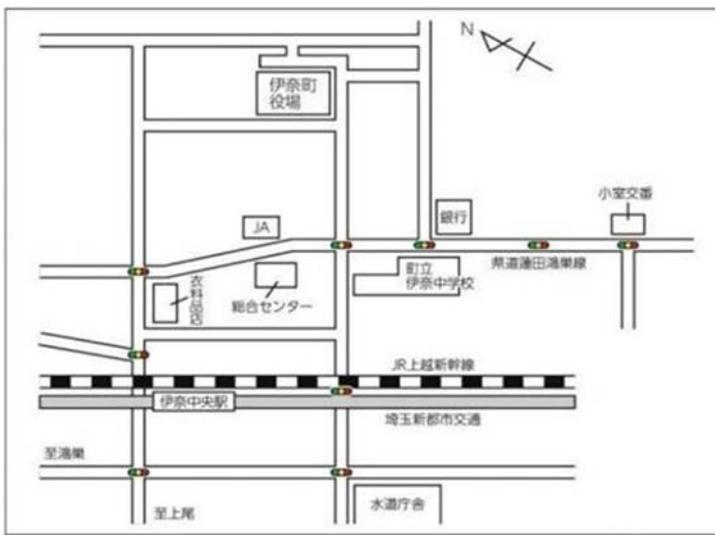 N
伊奈町
役場
小室交番
銀行
JA
県道蓮田鴻巣線
町立
伊奈中学校
衣料品店
総合センター
JR上越新幹線
伊奈中央駅
埼玉新都市交通
至鴻巣
至上尾
水道庁舎